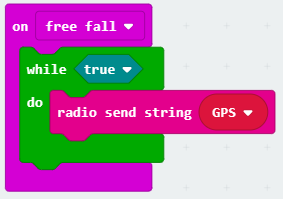 on free fall
while true
do
radio send string GPS